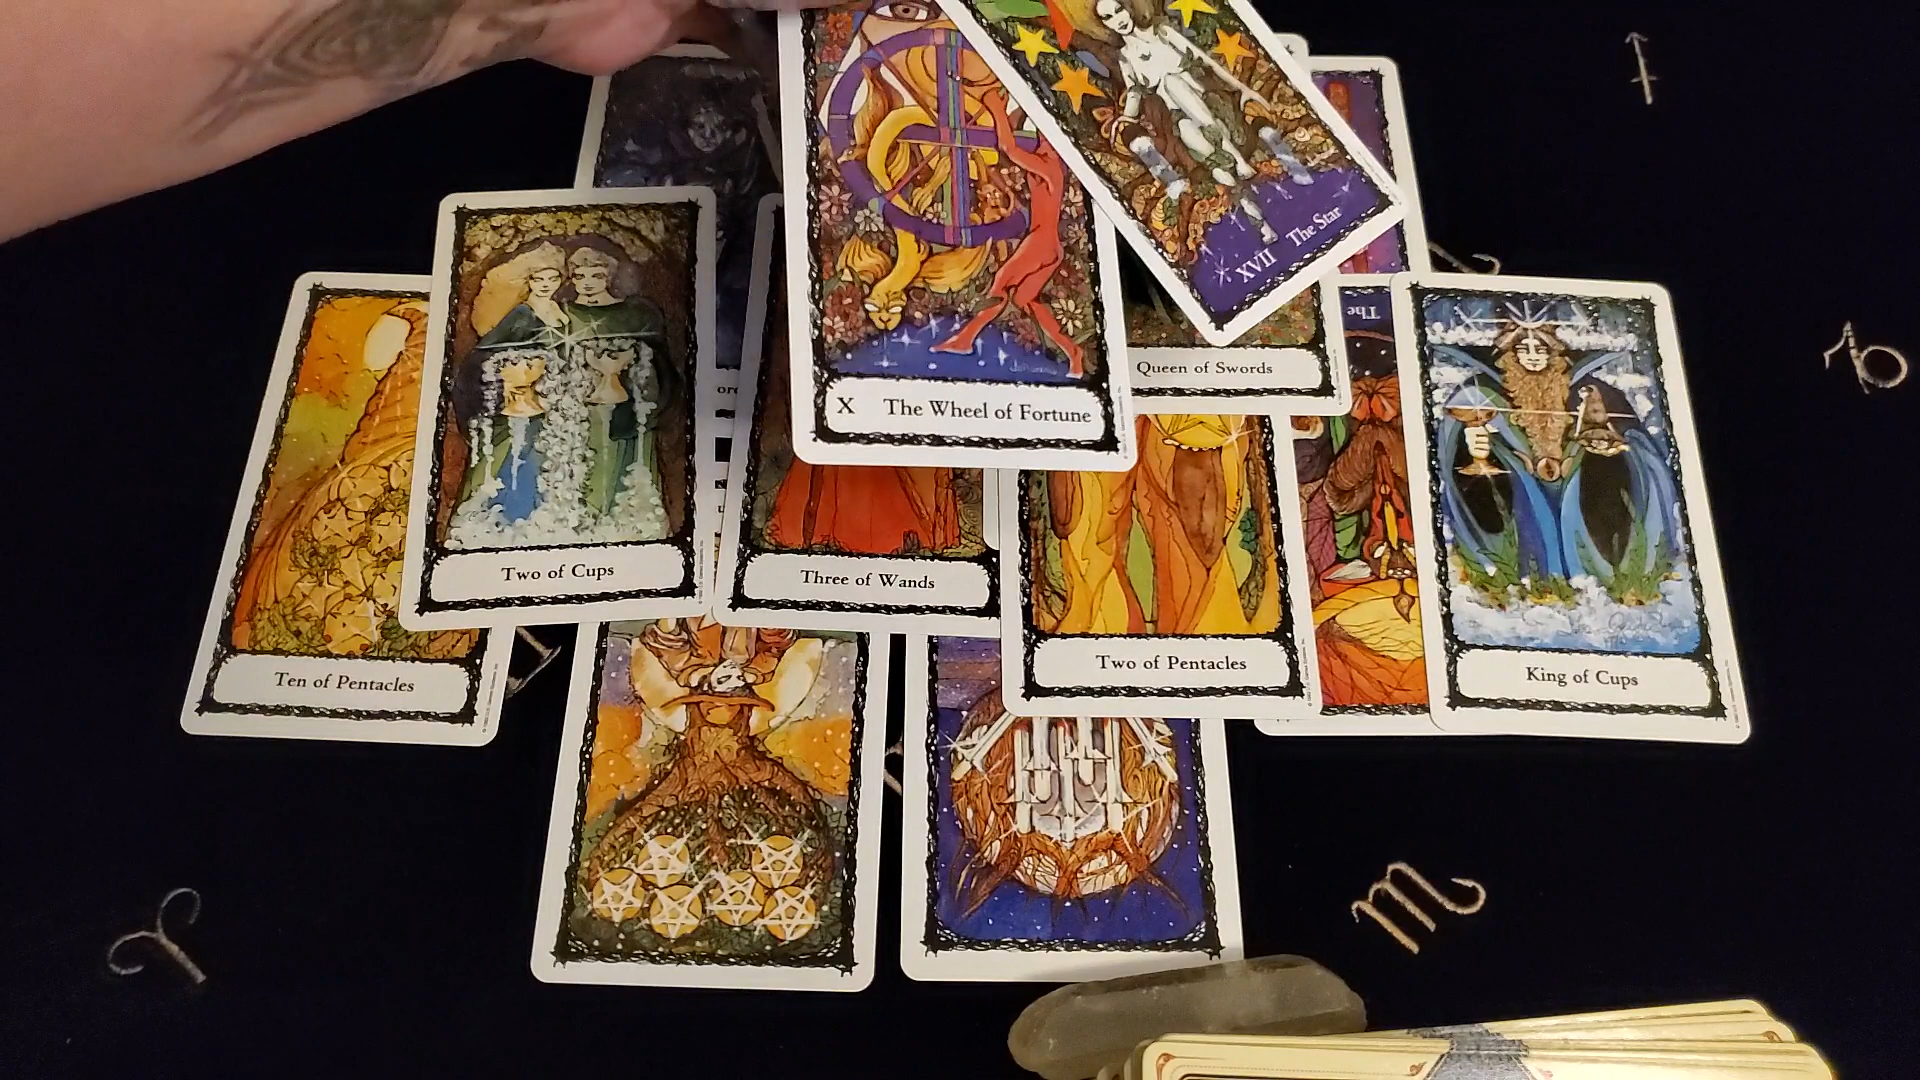 XVII The Star
X The Wheel of Fortune
Queen of Swords
The
Two of Cups
Three of Wands
Two of Pentacles
King of Cups
Ten of Pentacles